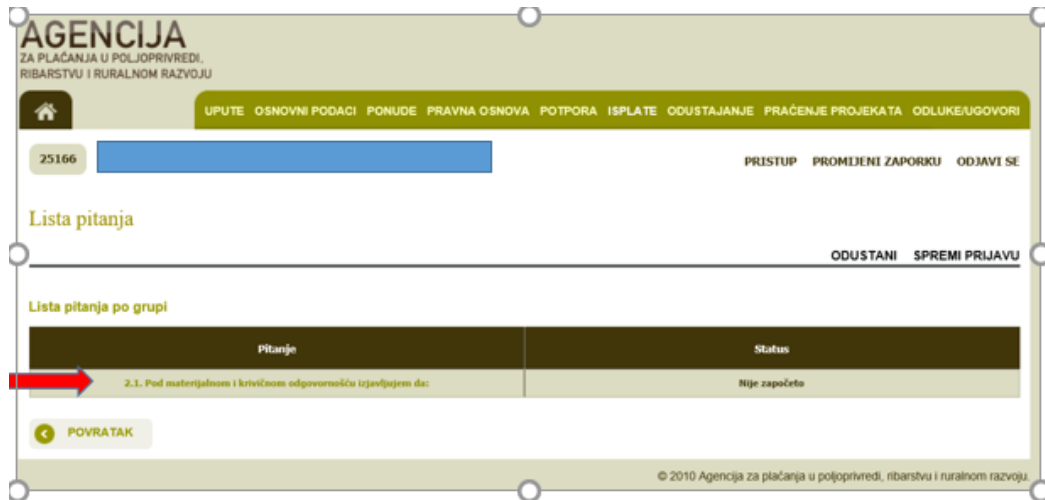 AGENCIJA
ZA PLAĆANJA U POLJOPRIVREDI,
RIBARSTVU I RURALNOM RAZVOJU
UPUTE OSNOVNI PODACI PONUDE PRAVNA OSNOVA POTPORA ISPLATE ODUSTAJANJE PRAĆENJE PROJEKATA ODLUKE/UGOVORI
25166 PRISTUP PROMIJENI ZAPORKU ODJAVI SE
Lista pitanja
ODUSTANI SPREMI PRIJAVU
Lista pitanja po grupi
Pitanje Status
2.1. Pod materijalnom i krivičnom odgovornošću izjavljujem da: Nije započeto
POVRATAK
© 2010 Agencija za plaćanja u poljoprivredi, ribarstvu i ruralnom razvoju.